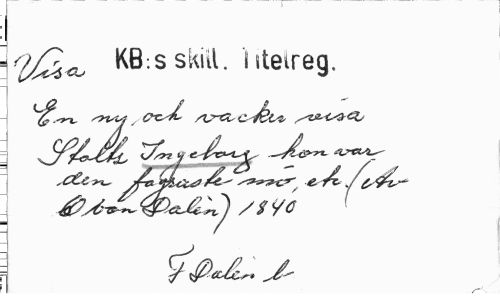 Visa KB:s skill. Titelreg.
En ny och vacker visa
Stolts Ingeborg hon var
den fagraste mö, etc. (Av
O von Dalin) 1840
F Dalin b